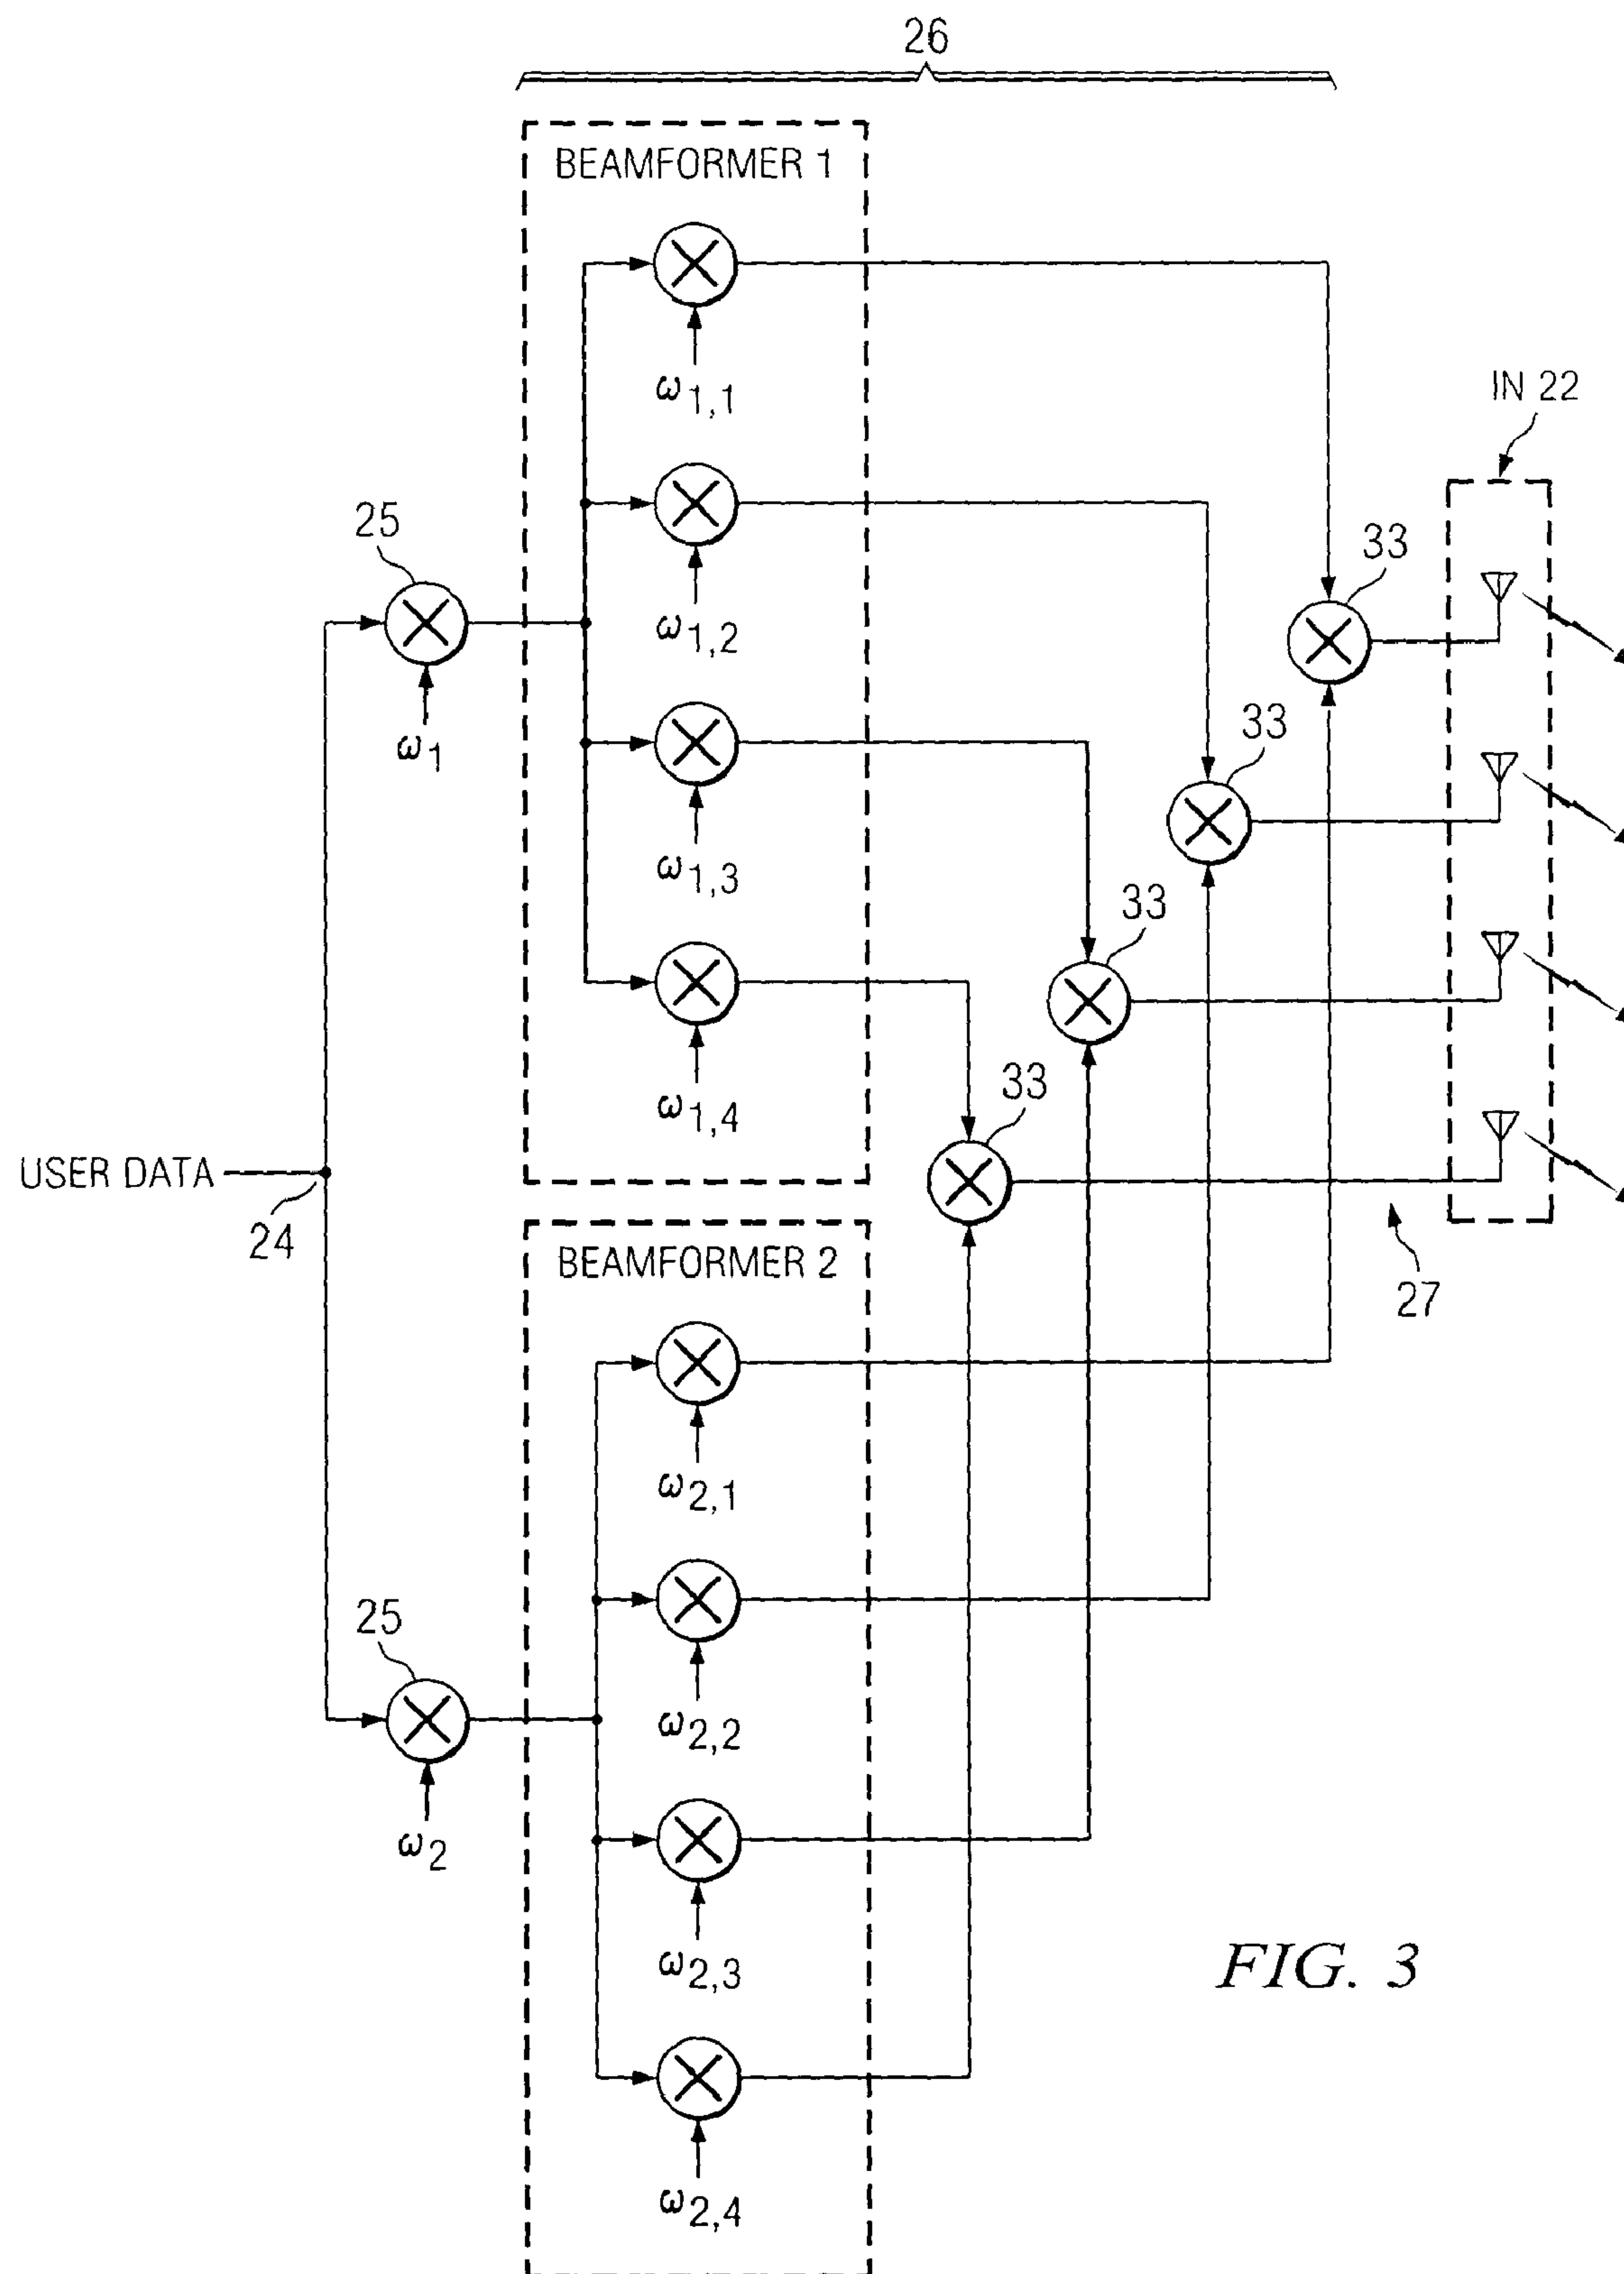 26
BEAMFORMER 1
ω1,1
IN 22
25
ω1,2
33
ω1
33
ω1,3
33
ω1,4
33
USER DATA
24
BEAMFORMER 2
27
ω2,1
25
ω2,2
ω2
ω2,3
FIG. 3
ω2,4